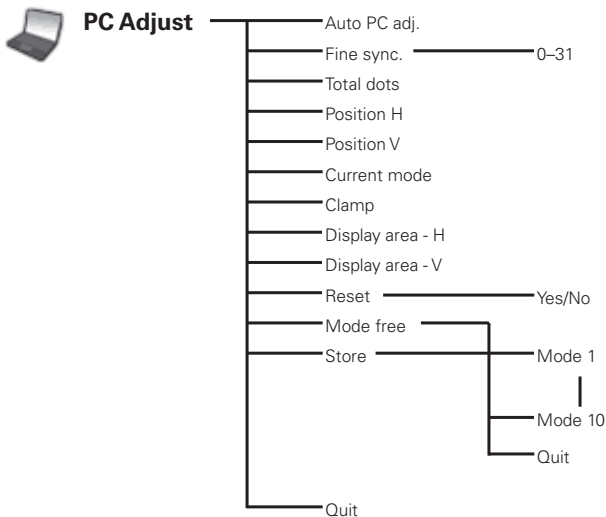 PC Adjust
Auto PC adj.
Fine sync. 0–31
Total dots
Position H
Position V
Current mode
Clamp
Display area - H
Display area - V
Reset Yes/No
Mode free
Store Mode 1
Mode 10
Quit
Quit